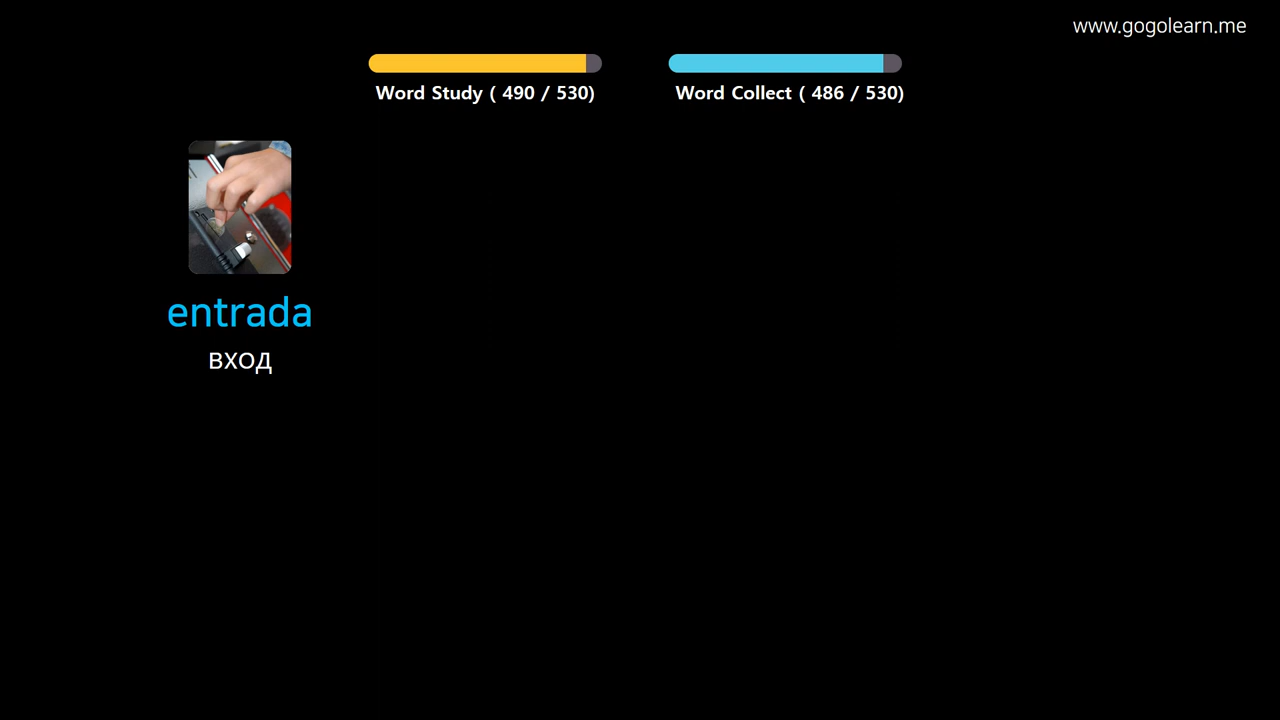 www.gogolearn.me
Word Study ( 490 / 530)
Word Collect ( 486 / 530)
entrada
вход